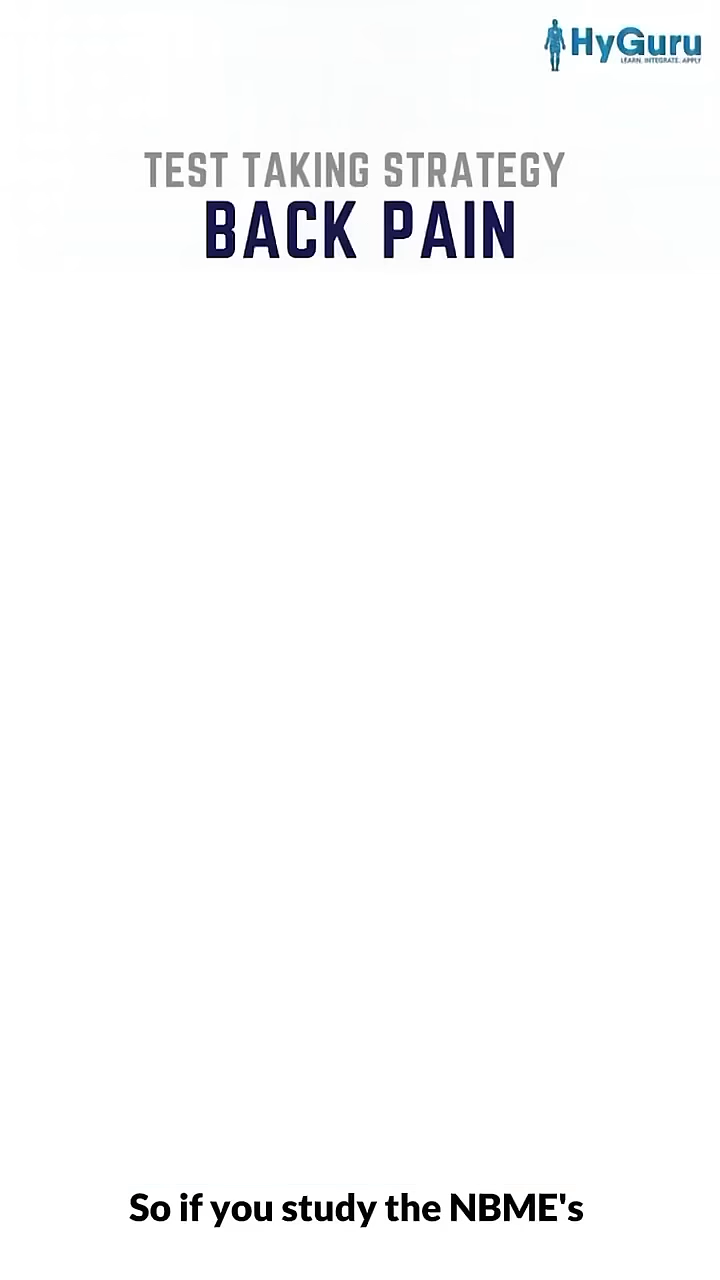 HyGuru
LEARN. INTEGRATE. APPLY
TEST TAKING STRATEGY
BACK PAIN
So if you study the NBME's